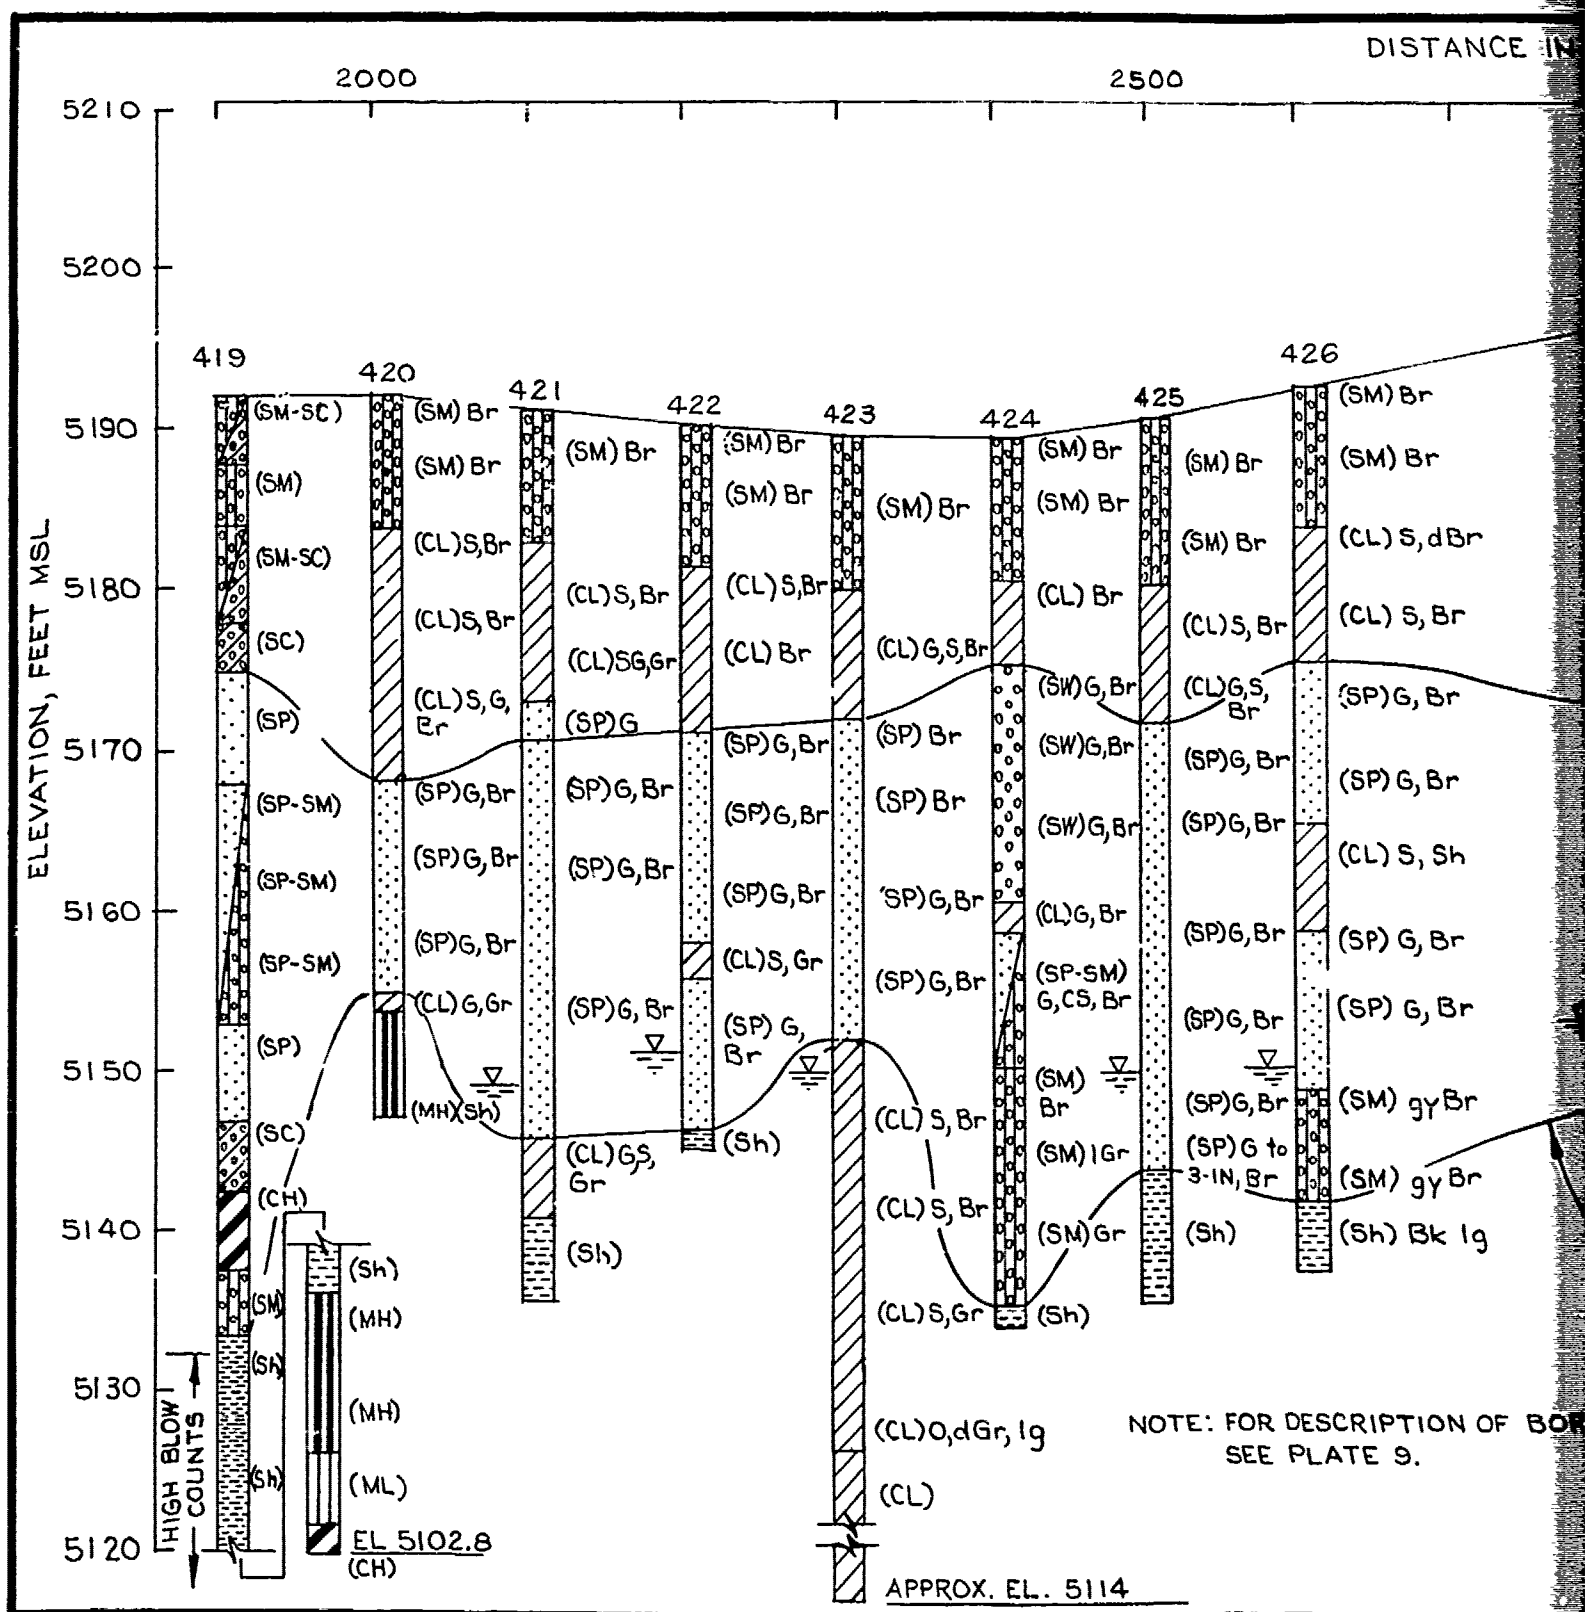 DISTANCE IN
2000
2500
5210
5200
5190
5180
5170
5160
5150
5140
5130
5120
ELEVATION, FEET MSL
419
(SM-SC)
(SM)
(SM-SC)
(SC)
(SP)
(SP-SM)
(SP-SM)
(SP-SM)
(SP)
(SC)
(CH)
(SM)
(Sh)
(Sh)
HIGH BLOW
COUNTS
(Sh)
(MH)
(MH)
(ML)
EL 5102.8
(CH)
420
(SM) Br
(SM) Br
(CL)S,Br
(CL)S,Br
(CL)S,G,
Br
(SP)G,Br
(SP)G,Br
(SP)G,Br
(CL)G,Gr
(MH)(Sh)
421
(SM) Br
(CL)S,Br
(CL)SG,Gr
(SP)G
(SP)G,Br
(SP)G,Br
(SP)G,Br
(CL)G,S,
Gr
(Sh)
422
(SM) Br
(SM) Br
(CL)S,Br
(CL) Br
(SP)G,Br
(SP)G,Br
(SP)G,Br
(CL)S,Gr
(SP) G,
Br
(Sh)
423
(SM) Br
(CL)G,S,Br
(SP) Br
(SP) Br
(SP)G,Br
(SP)G,Br
(CL) S,Br
(CL) S,Br
(CL)S,Gr
(CL)O,dGr,lg
(CL)
APPROX. EL. 5114
424
(SM) Br
(SM) Br
(CL) Br
(SW)G,Br
(SW)G,Br
(SW)G,Br
(CL)G,Br
(SP-SM)
G,CS,Br
(SM)
Br
(SM) lGr
(SM)Gr
(Sh)
425
(SM) Br
(SM) Br
(CL)S,Br
(CL)G,S,
Br
(SP)G,Br
(SP)G,Br
(SP)G,Br
(SP)G,Br
(SP)G,Br
(SP)G to
3-IN,Br
(Sh)
426
(SM) Br
(SM) Br
(CL) S,dBr
(CL) S,Br
(SP)G,Br
(SP)G,Br
(CL) S,Sh
(SP) G,Br
(SP) G,Br
(SM) gyBr
(SM) gyBr
(Sh) Bk lg
NOTE: FOR DESCRIPTION OF BOR
SEE PLATE 9.